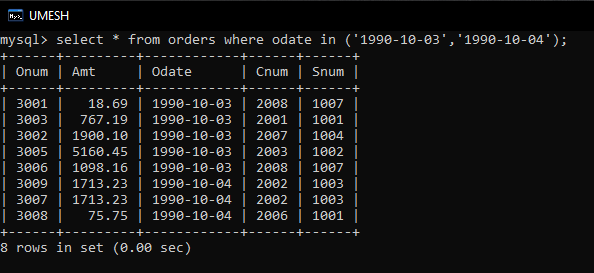 UMESH
mysql> select * from orders where odate in ('1990-10-03','1990-10-04');
+------+---------+------------+------+------+
| Onum | Amt     | Odate      | Cnum | Snum |
+------+---------+------------+------+------+
| 3001 |   18.69 | 1990-10-03 | 2008 | 1007 |
| 3003 |  767.19 | 1990-10-03 | 2001 | 1001 |
| 3002 | 1900.10 | 1990-10-03 | 2007 | 1004 |
| 3005 | 5160.45 | 1990-10-03 | 2003 | 1002 |
| 3006 | 1098.16 | 1990-10-03 | 2008 | 1007 |
| 3009 | 1713.23 | 1990-10-04 | 2002 | 1003 |
| 3007 | 1713.23 | 1990-10-04 | 2002 | 1003 |
| 3008 |   75.75 | 1990-10-04 | 2006 | 1001 |
+------+---------+------------+------+------+
8 rows in set (0.00 sec)